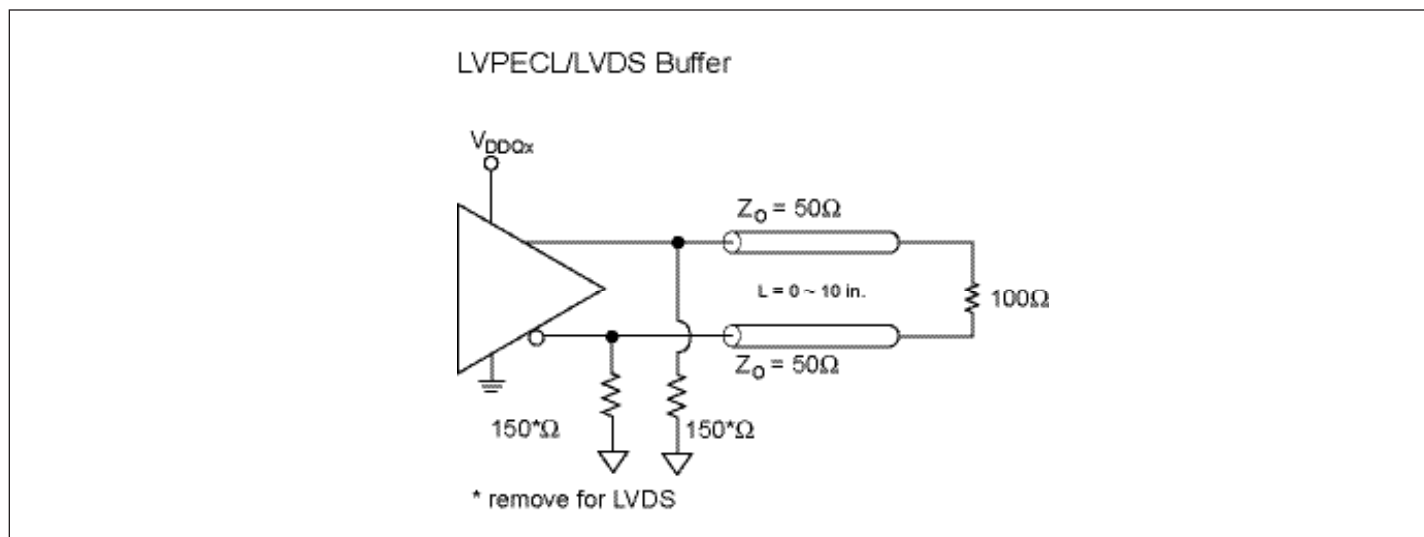 LVPECL/LVDS Buffer
VDDQx
ZO = 50Ω
L = 0 ~ 10 in.
100Ω
ZO = 50Ω
150*Ω
150*Ω
* remove for LVDS